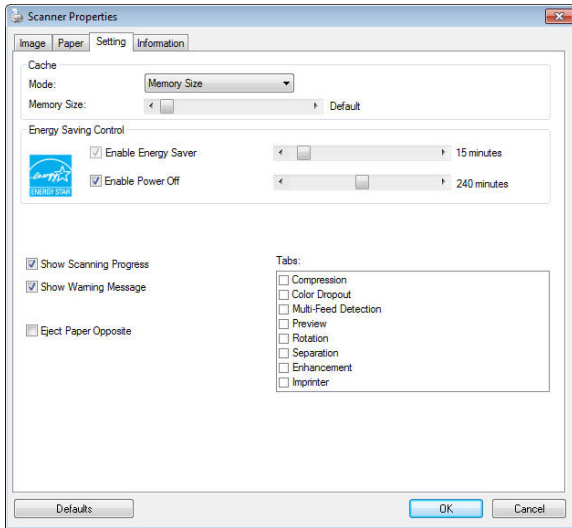 Scanner Properties
Image Paper Setting Information
Cache
Mode: Memory Size
Memory Size: Default
Energy Saving Control
Enable Energy Saver 15 minutes
energy
ENERGY STAR
Enable Power Off 240 minutes
Show Scanning Progress
Show Warning Message
Eject Paper Opposite
Tabs:
Compression
Color Dropout
Multi-Feed Detection
Preview
Rotation
Separation
Enhancement
Imprinter
Defaults OK Cancel